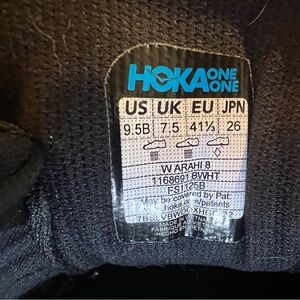 HOKA ONE ONE
US UK EU JPN
9.5B 7.5 41⅓ 26
W ARAHI 8
1168691 BWHT
FS1125B
May be covered by Pat.
hoka.com/patents